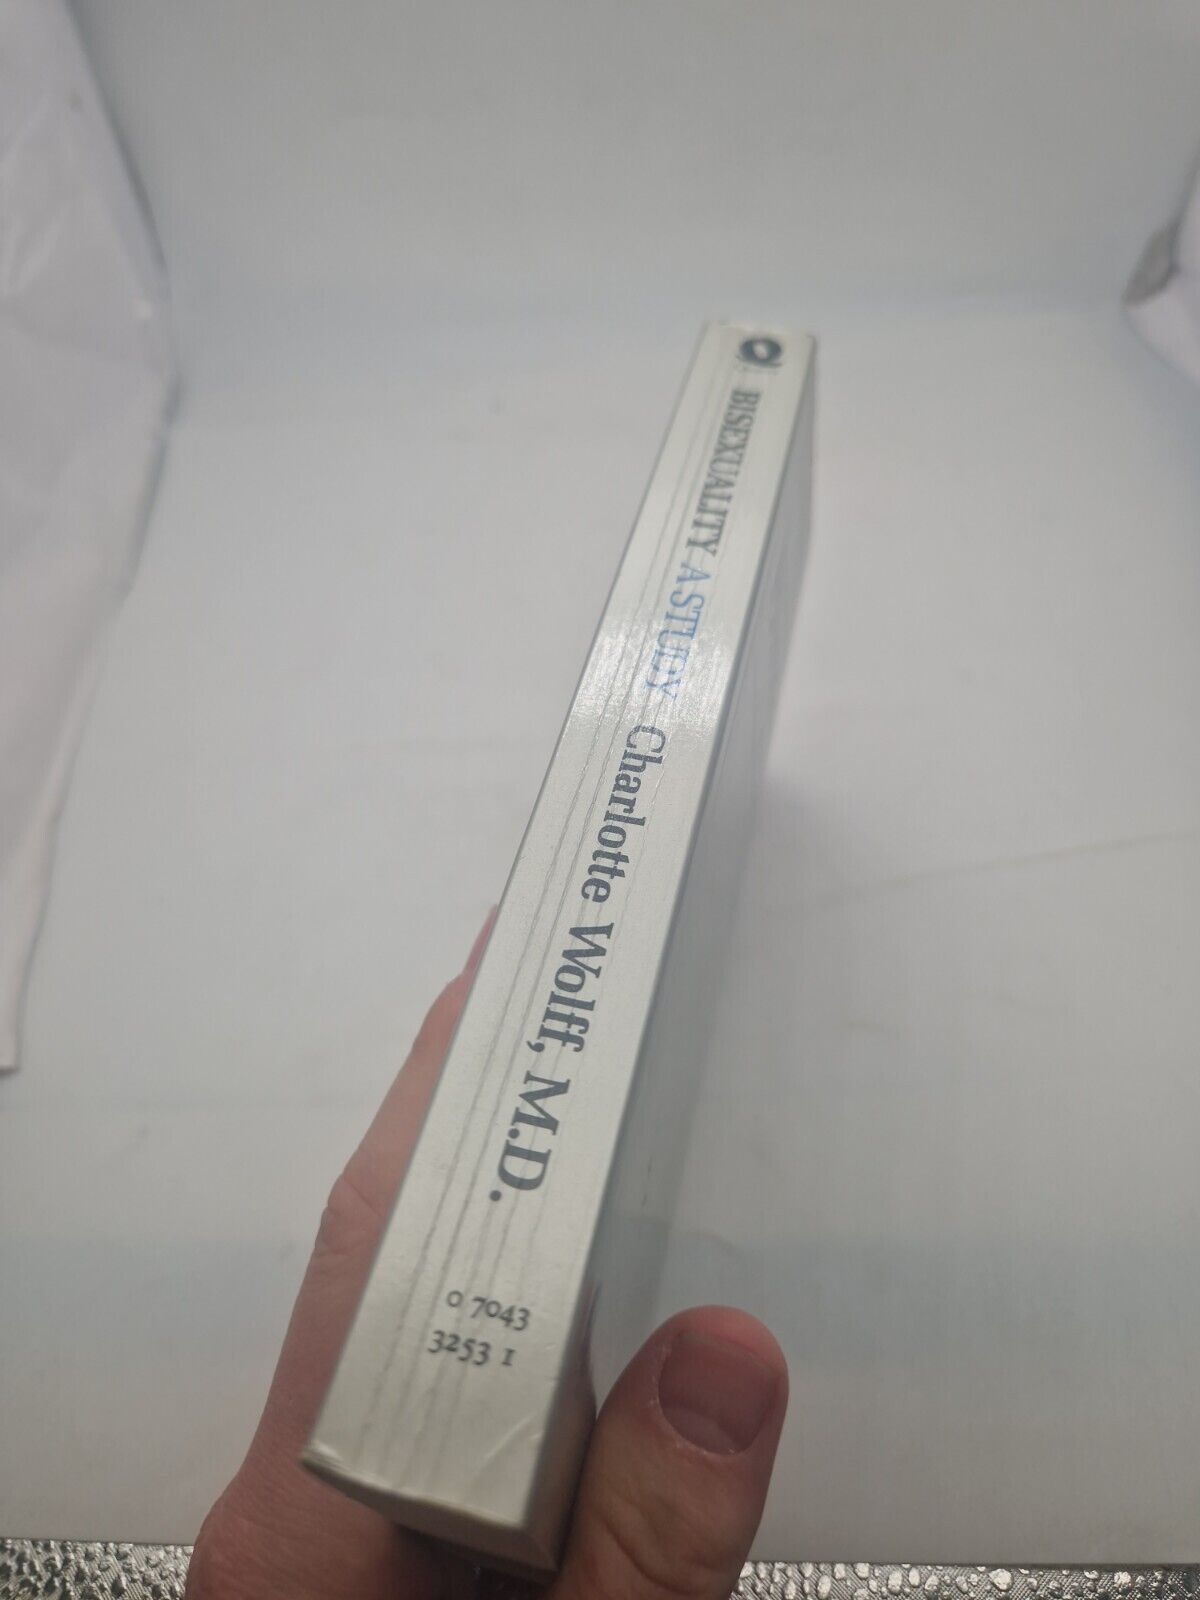 BISEXUALITY A STUDY Charlotte Wolff, M.D.
0 7043
3253 1